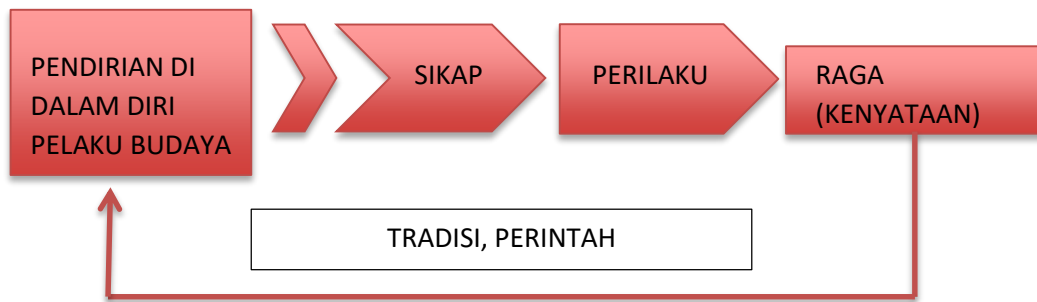 PENDIRIAN DI
DALAM DIRI
PELAKU BUDAYA
SIKAP
PERILAKU
RAGA
(KENYATAAN)
TRADISI, PERINTAH